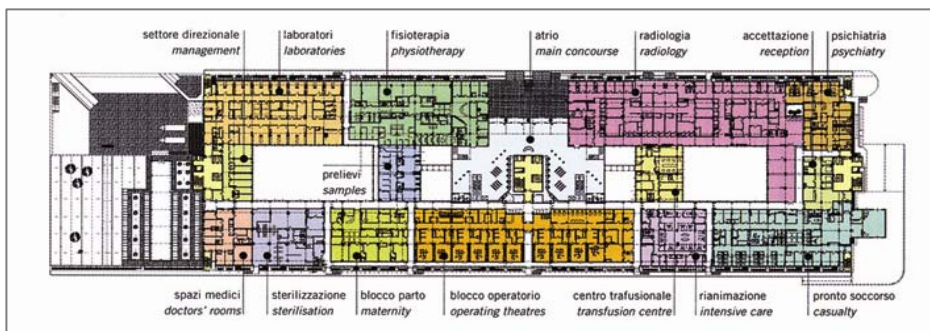 settore direzionale
management
laboratori
laboratories
fisioterapia
physiotherapy
atrio
main concourse
radiologia
radiology
accettazione
reception
psichiatria
psychiatry
prelievi
samples
spazi medici
doctors' rooms
sterilizzazione
sterilisation
blocco parto
maternity
blocco operatorio
operating theatres
centro trafusionale
transfusion centre
rianimazione
intensive care
pronto soccorso
casualty